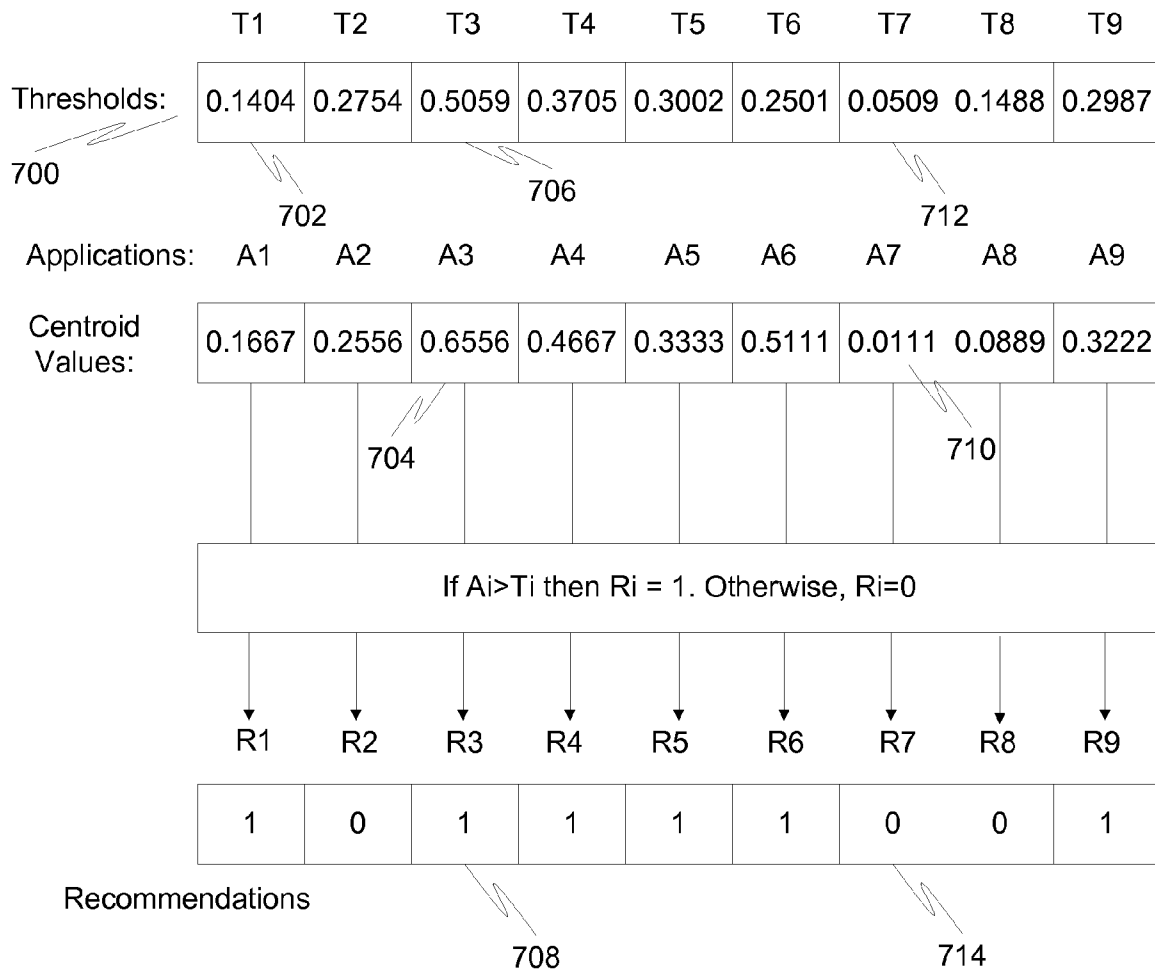 T1 T2 T3 T4 T5 T6 T7 T8 T9
Thresholds: 0.1404 0.2754 0.5059 0.3705 0.3002 0.2501 0.0509 0.1488 0.2987
700 702 706 712
Applications: A1 A2 A3 A4 A5 A6 A7 A8 A9
Centroid
Values:
0.1667 0.2556 0.6556 0.4667 0.3333 0.5111 0.0111 0.0889 0.3222
704 710
If Ai>Ti then Ri = 1. Otherwise, Ri=0
R1 R2 R3 R4 R5 R6 R7 R8 R9
1 0 1 1 1 1 0 0 1
Recommendations
708 714